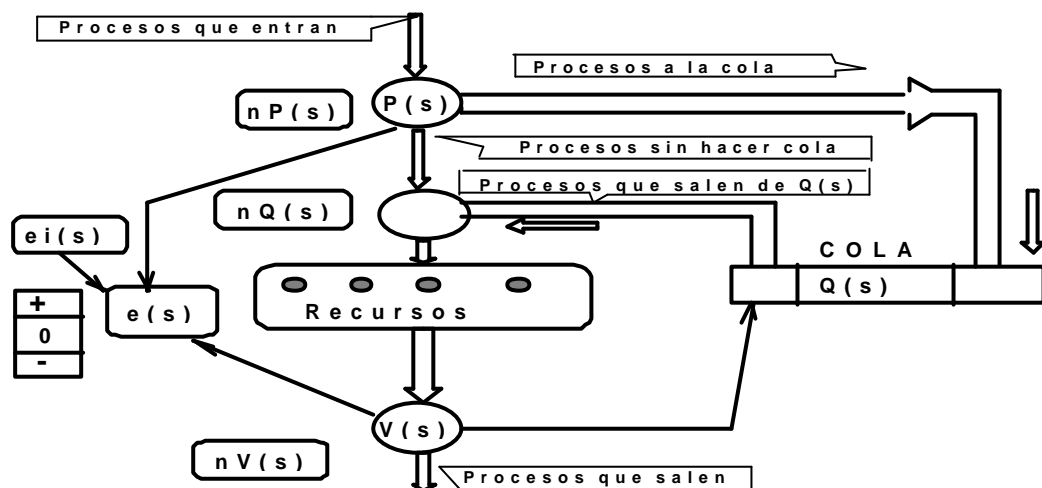 Procesos que entran
Procesos a la cola
nP(s)
P(s)
Procesos sin hacer cola
Procesos que salen de Q(s)
nQ(s)
ei(s)
COLA
Q(s)
+
e(s)
Recursos
0
-
V(s)
nV(s)
Procesos que salen